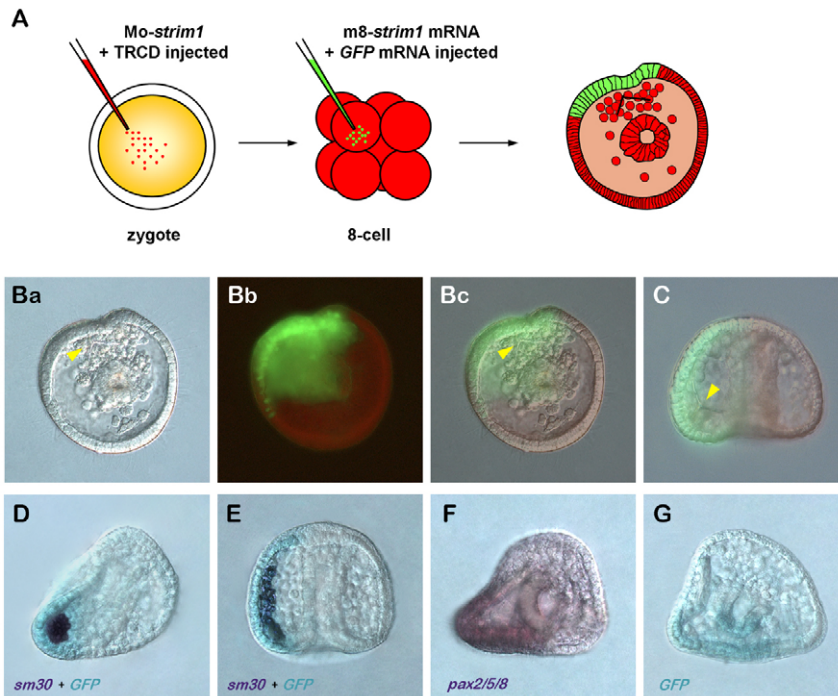 A
Mo-strim1
+ TRCD injected
m8-strim1 mRNA
+ GFP mRNA injected
zygote
8-cell
Ba
Bb
Bc
C
D
E
F
G
sm30 + GFP
sm30 + GFP
pax2/5/8
GFP